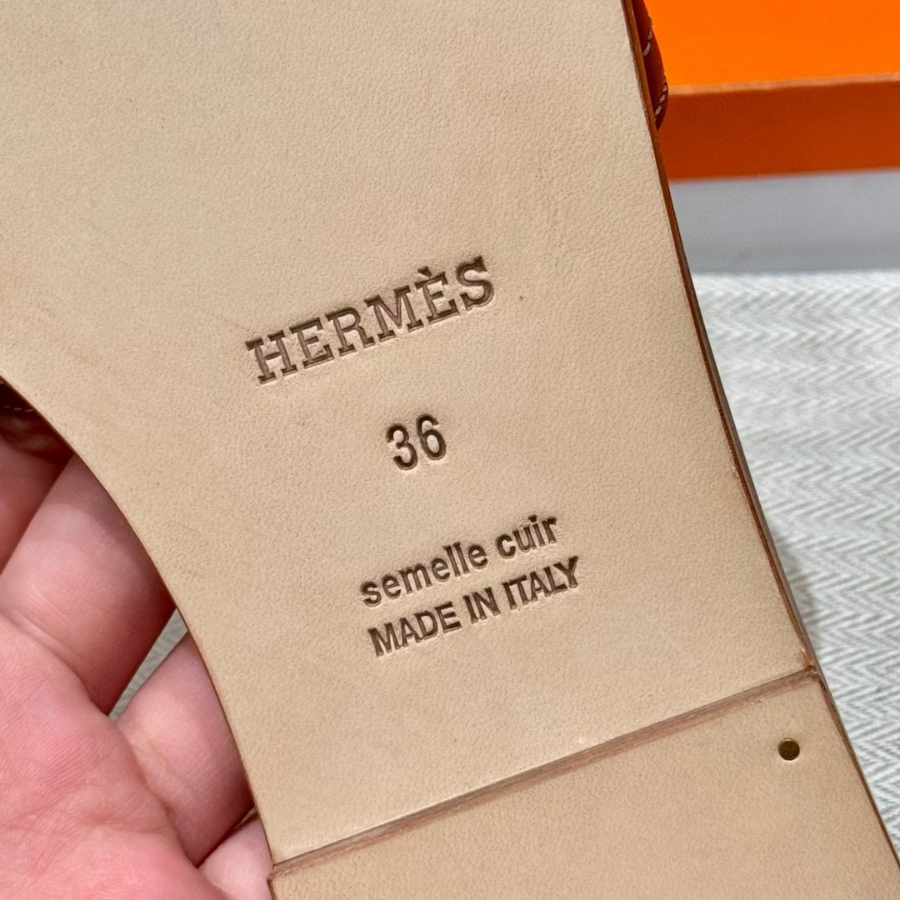 HERMÈS
36
semelle cuir
MADE IN ITALY